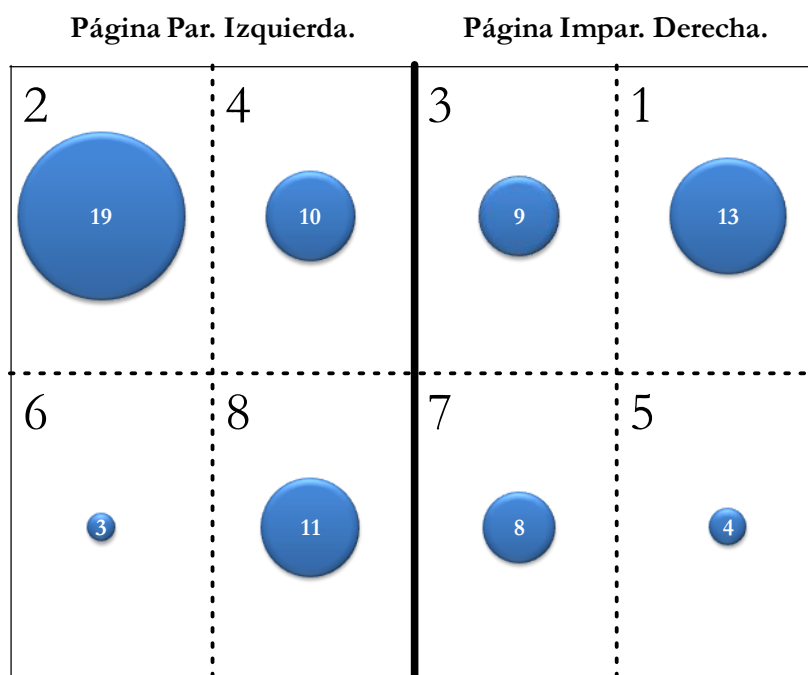 Página Par. Izquierda. Página Impar. Derecha.
2 4 3 1
19 10 9 13
6 8 7 5
3 11 8 4